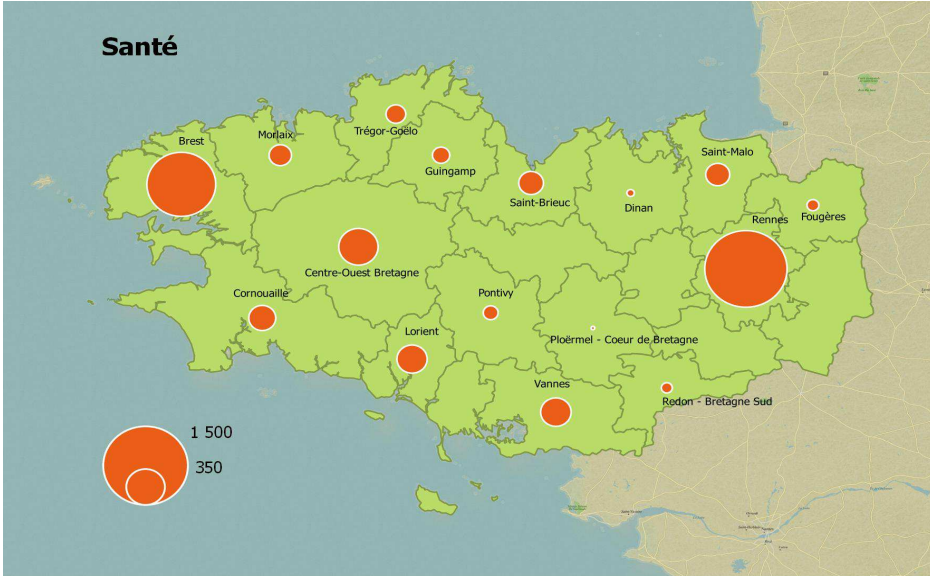 Santé
Brest
Morlaix
Trégor-Goëlo
Guingamp
Saint-Brieuc
Dinan
Saint-Malo
Rennes
Fougères
Centre-Ouest Bretagne
Cornouaille
Pontivy
Lorient
Ploërmel - Coeur de Bretagne
Vannes
Redon - Bretagne Sud
1 500
350